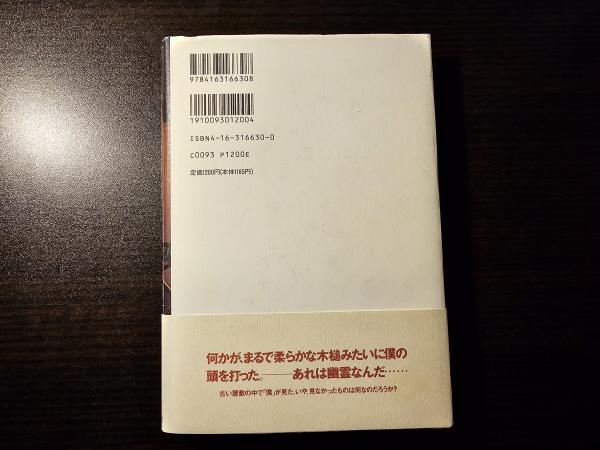 9784163166308
1910093012004
ISBN4-16-316630-0
C0093 P1200E
定価1200円(本体1165円)
何かが、まるで柔らかな木槌みたいに僕の
頭を打った。――あれは幽霊なんだ……
古い屋敷の中で「僕」が見た、いや 見なかったものは何なのだろうか?